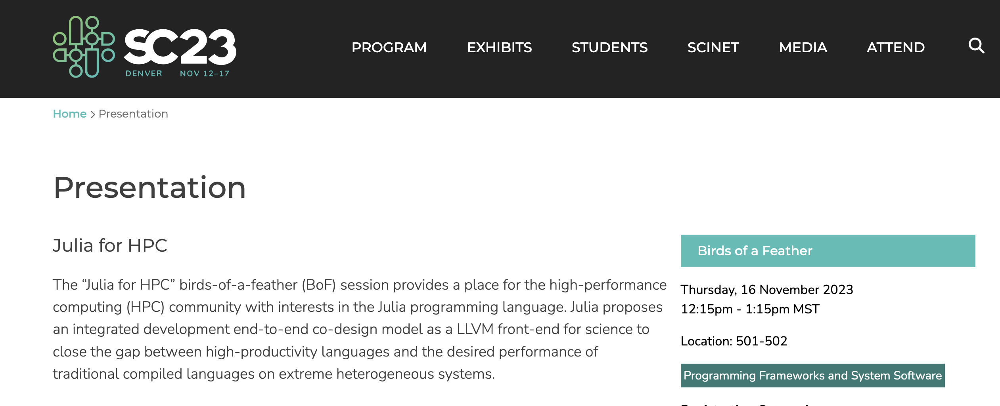 SC23
DENVER NOV 12–17
PROGRAM EXHIBITS STUDENTS SCINET MEDIA ATTEND
Home > Presentation
Presentation
Julia for HPC
The “Julia for HPC” birds-of-a-feather (BoF) session provides a place for the high-performance
computing (HPC) community with interests in the Julia programming language. Julia proposes
an integrated development end-to-end co-design model as a LLVM front-end for science to
close the gap between high-productivity languages and the desired performance of
traditional compiled languages on extreme heterogeneous systems.
Birds of a Feather
Thursday, 16 November 2023
12:15pm - 1:15pm MST
Location: 501-502
Programming Frameworks and System Software